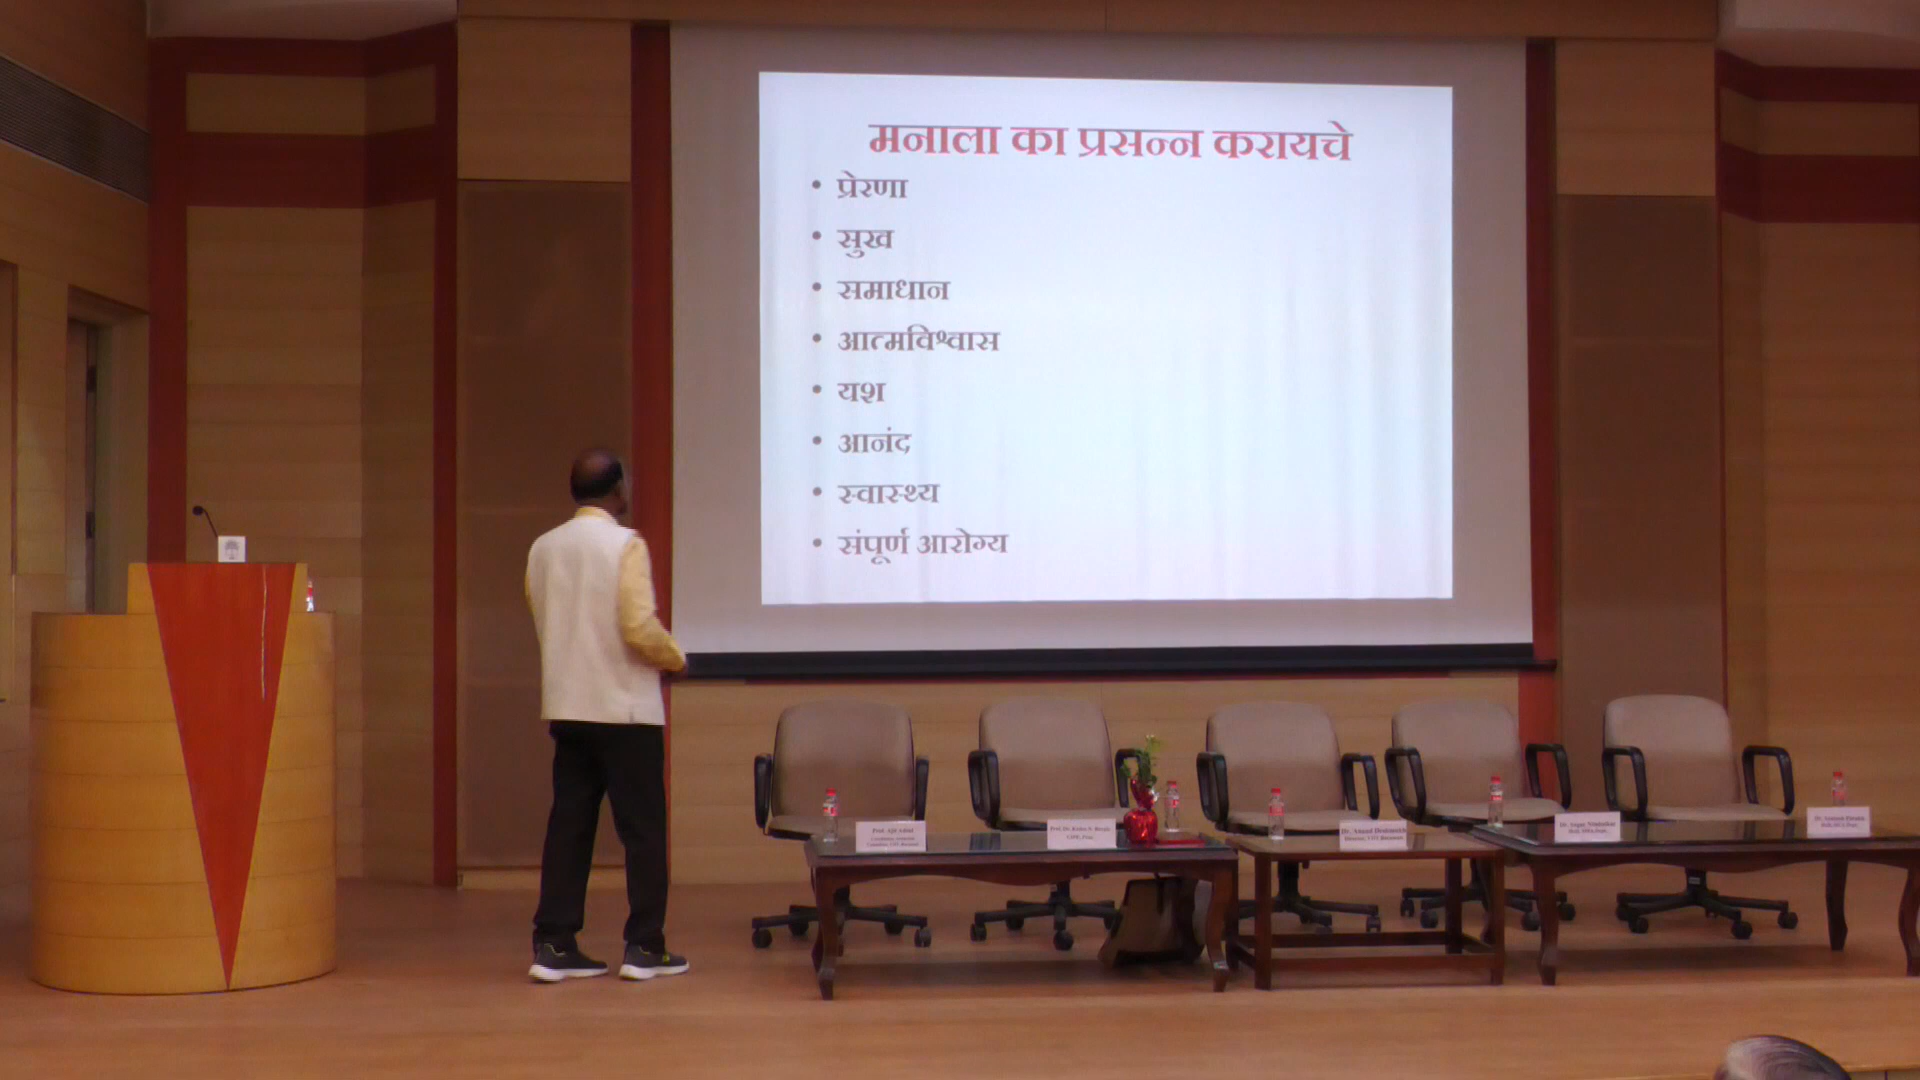 मनाला का प्रसन्न करायचे
• प्रेरणा
• सुख
• समाधान
• आत्मविश्वास
• यश
• आनंद
• स्वास्थ्य
• संपूर्ण आरोग्य